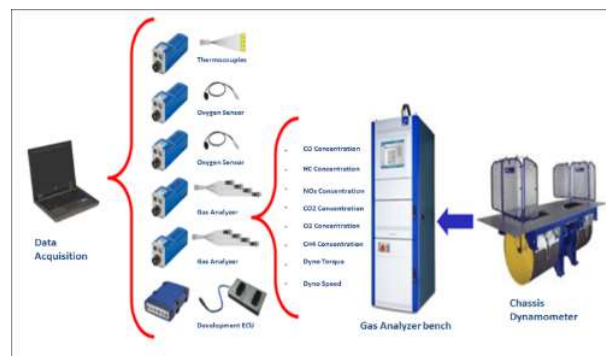 Thermocouples
Oxygen Sensor
Oxygen Sensor
Gas Analyzer
Gas Analyzer
Development ECU
Data
Acquisition
- CO Concentration
- HC Concentration
- NOx Concentration
- CO2 Concentration
- O2 Concentration
- CH4 Concentration
- Dyno Torque
- Dyno Speed
Gas Analyzer bench
Chassis
Dynamometer